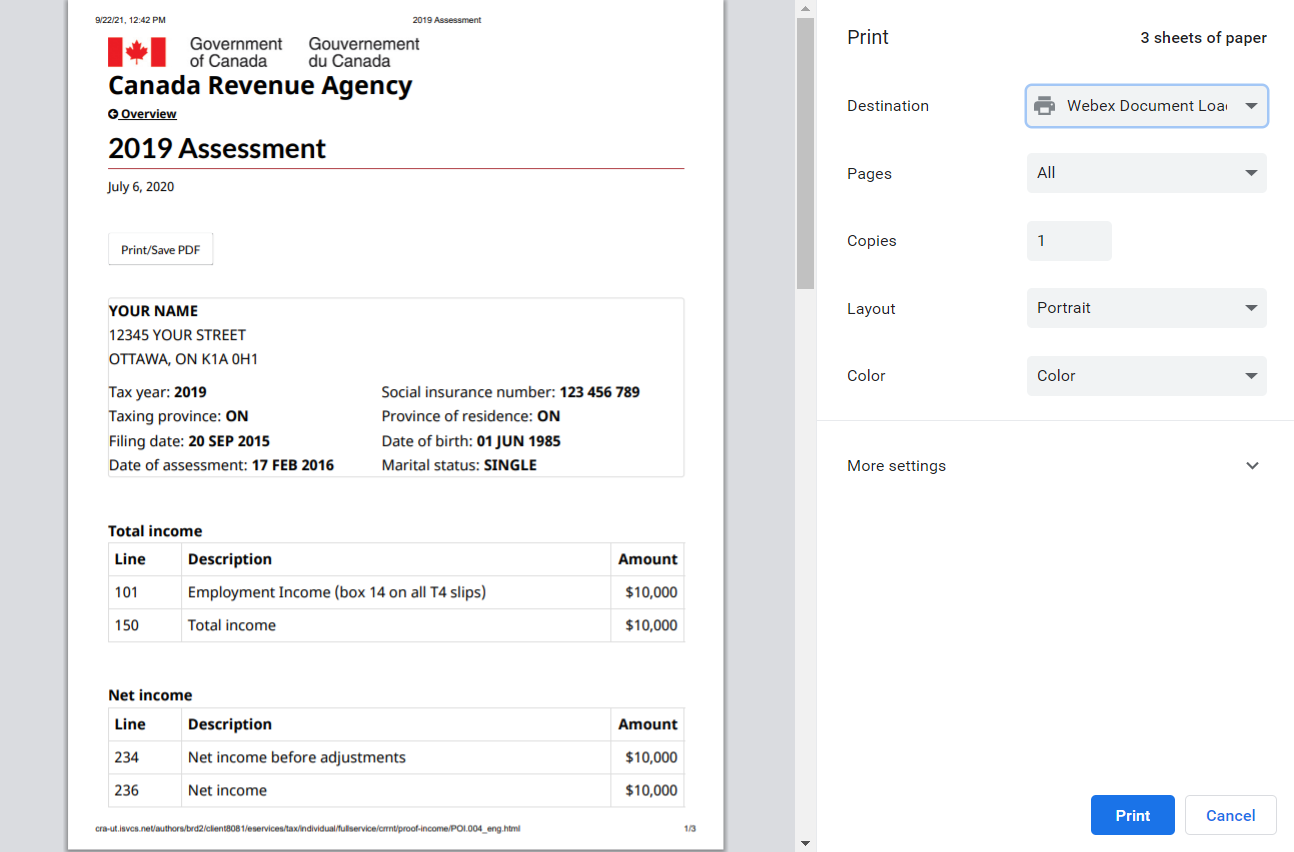 9/22/21, 12:42 PM 2019 Assessment
Government of Canada
Gouvernement du Canada
Canada Revenue Agency
Overview
2019 Assessment
July 6, 2020
Print/Save PDF
YOUR NAME
12345 YOUR STREET
OTTAWA, ON K1A 0H1
Tax year: 2019 Social insurance number: 123 456 789
Taxing province: ON Province of residence: ON
Filing date: 20 SEP 2015 Date of birth: 01 JUN 1985
Date of assessment: 17 FEB 2016 Marital status: SINGLE
Total income
Line Description Amount
101 Employment Income (box 14 on all T4 slips) $10,000
150 Total income $10,000
Net income
Line Description Amount
234 Net income before adjustments $10,000
236 Net income $10,000
cra-ut.isvcs.net/authors/brd2/client8081/eservices/tax/individual/fullservice/crrnt/proof-income/POI.004_eng.html 1/3
Print 3 sheets of paper
Destination Webex Document Loa
Pages All
Copies 1
Layout Portrait
Color Color
More settings
Print Cancel